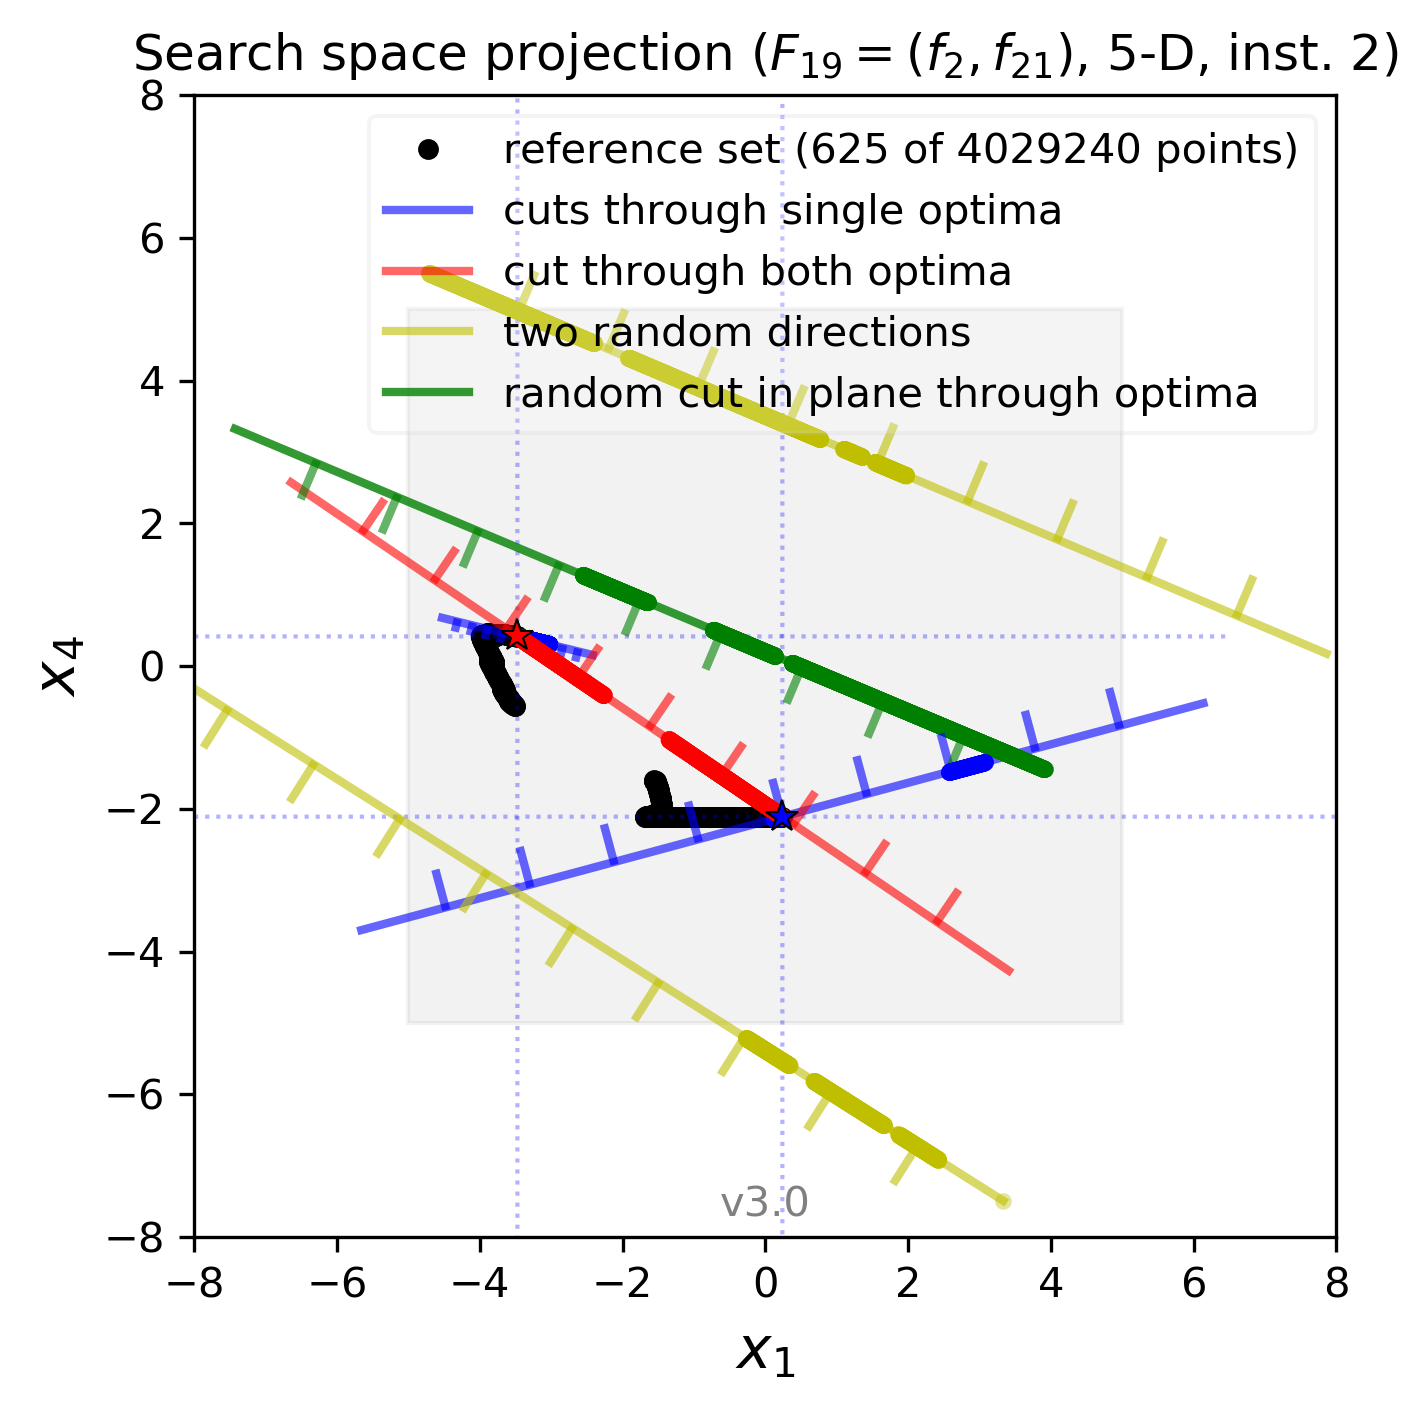 Search space projection (F19 = (f2, f21), 5-D, inst. 2)
8
6
4
2
0
−2
−4
−6
−8
x4
reference set (625 of 4029240 points)
cuts through single optima
cut through both optima
two random directions
random cut in plane through optima
v3.0
−8 −6 −4 −2 0 2 4 6 8
x1